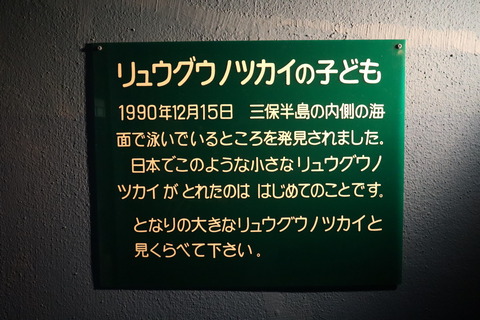 リュウグウノツカイの子ども
1990年12月15日 三保半島の内側の海
面で泳いでいるところを発見されました。
日本でこのような小さなリュウグウノ
ツカイが とれたのは はじめてのことです。
となりの大きなリュウグウノツカイと
見くらべて下さい。